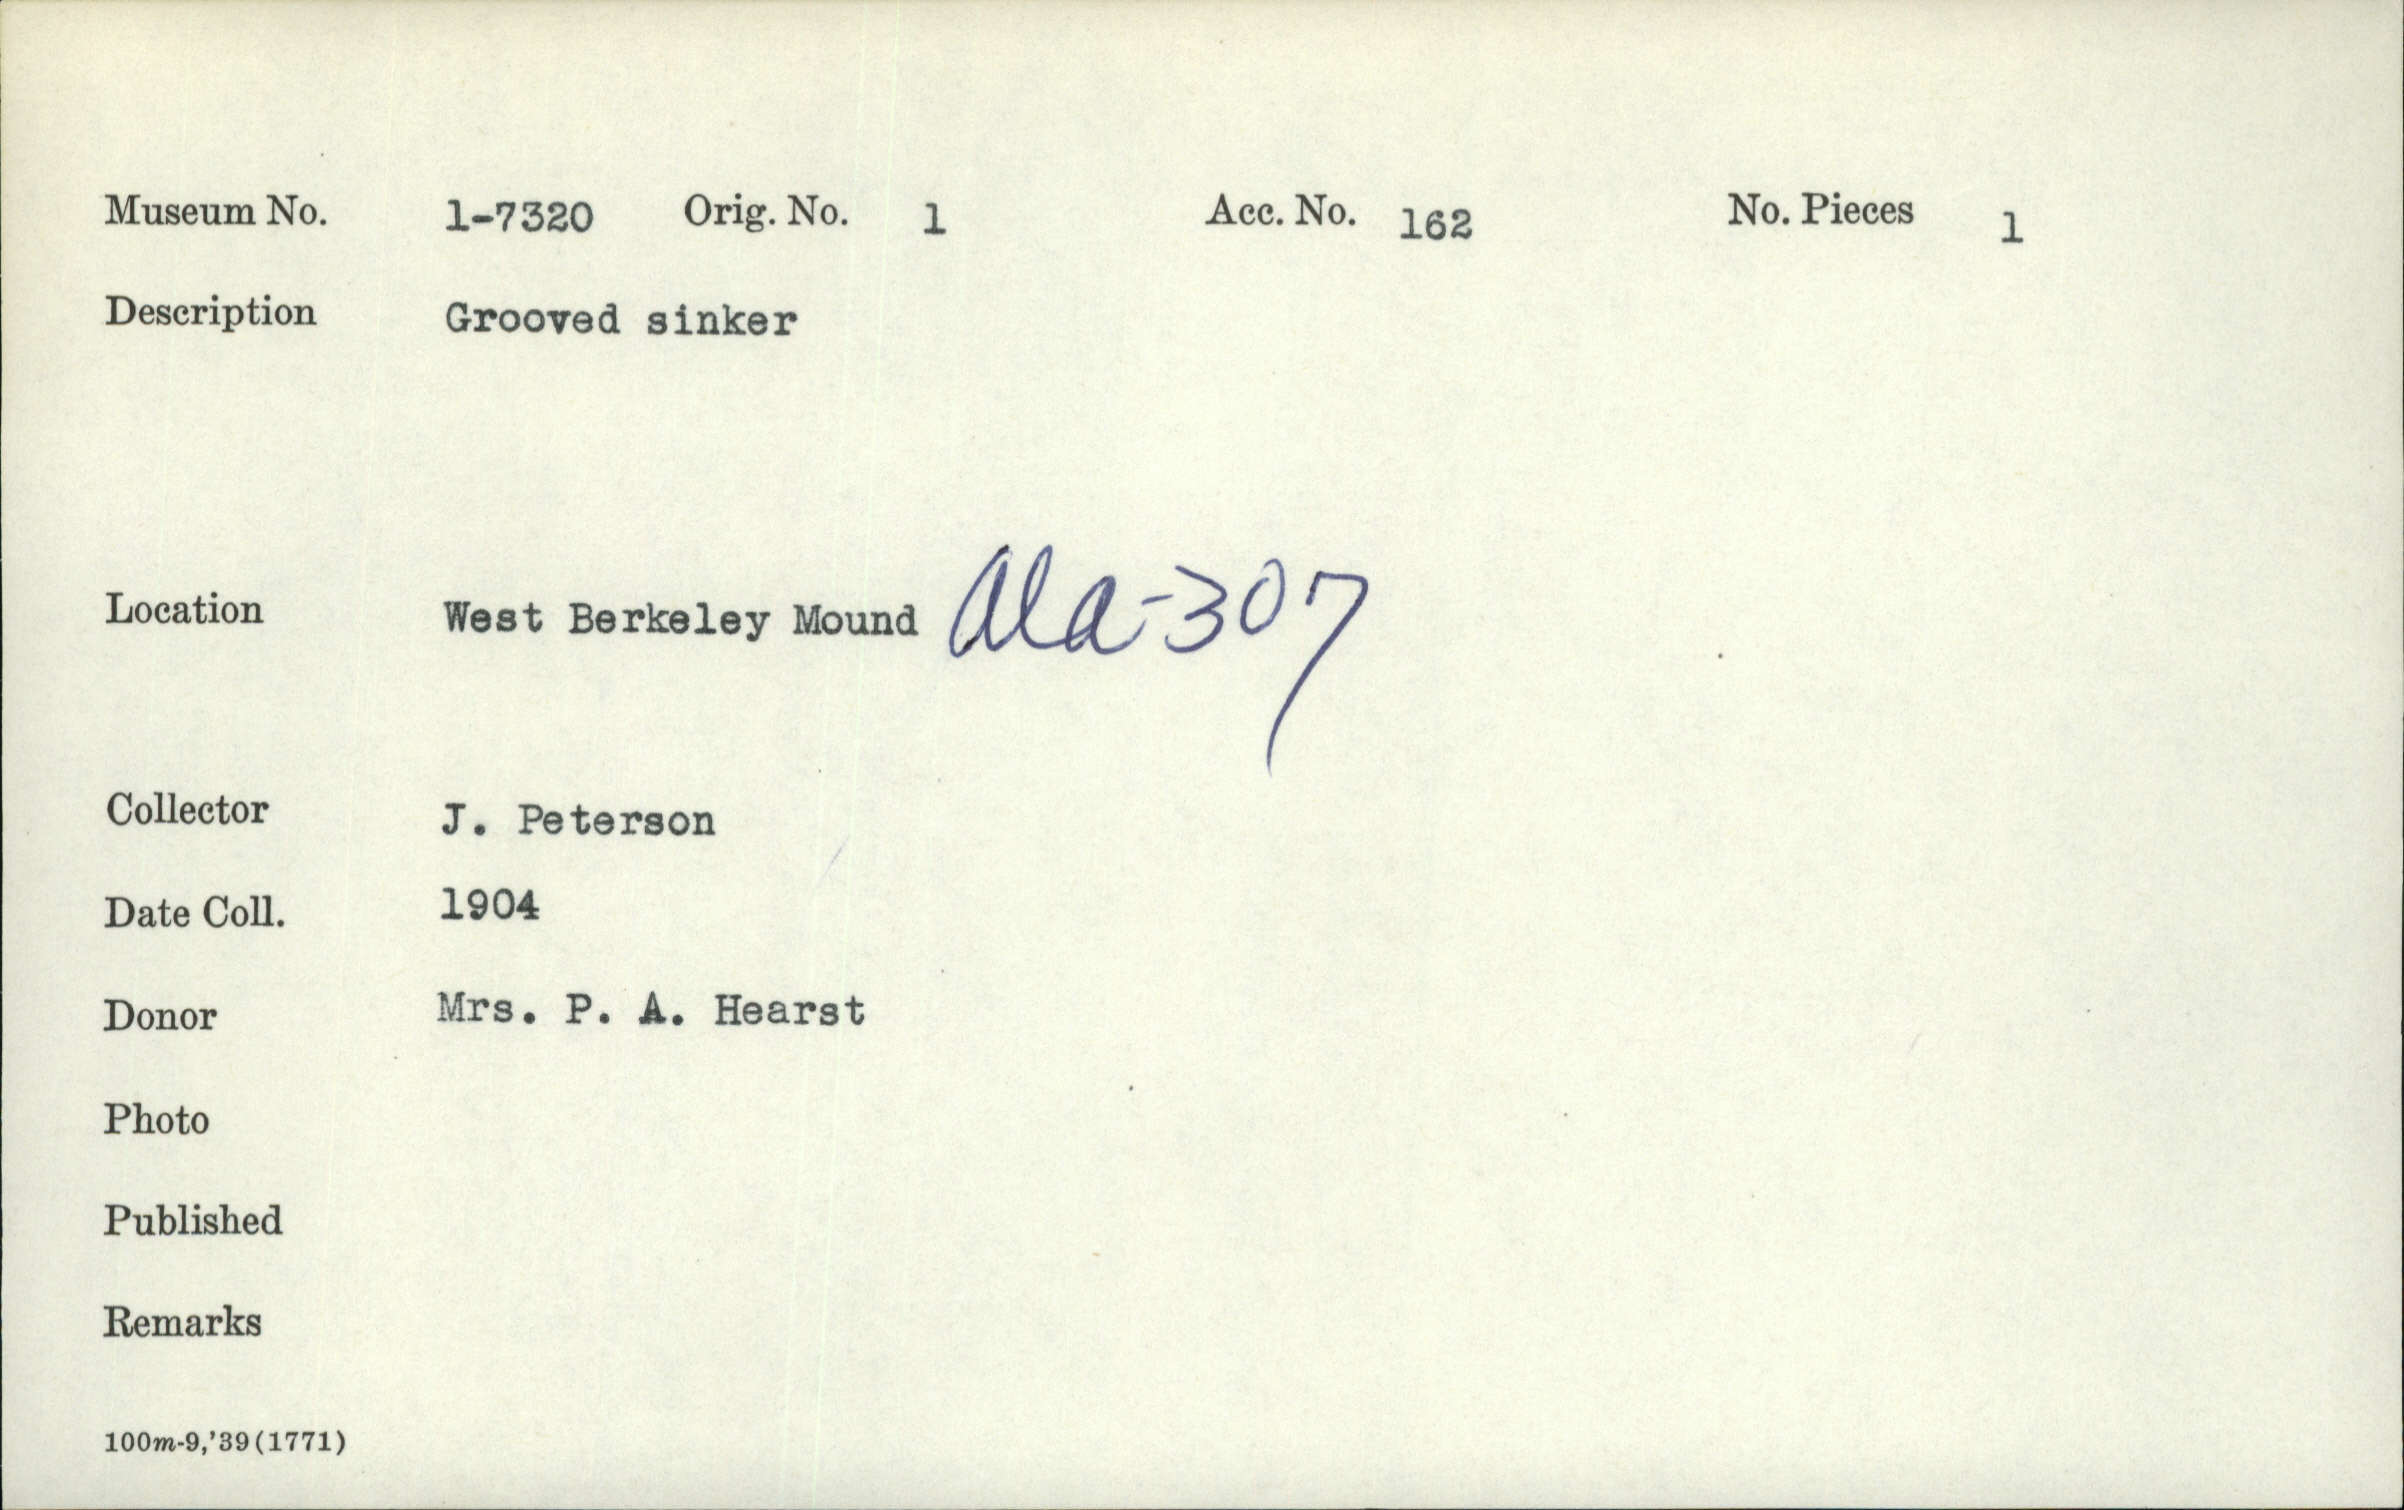 Museum No. 1-7320 Orig. No. 1 Acc. No. 162 No. Pieces 1
Description Grooved sinker
Location West Berkeley Mound Ala-307
Collector J. Peterson
Date Coll. 1904
Donor Mrs. P. A. Hearst
Photo
Published
Remarks
100m-9,'39(1771)